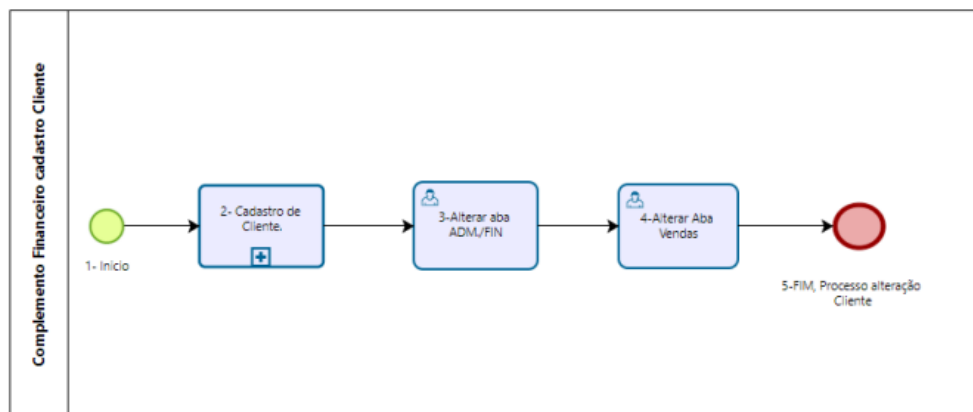 Complemento Financeiro cadastro Cliente
1- Inicio
2- Cadastro de
Cliente.
3-Alterar aba
ADM./FIN
4-Alterar Aba
Vendas
5-FIM, Processo alteração
Cliente